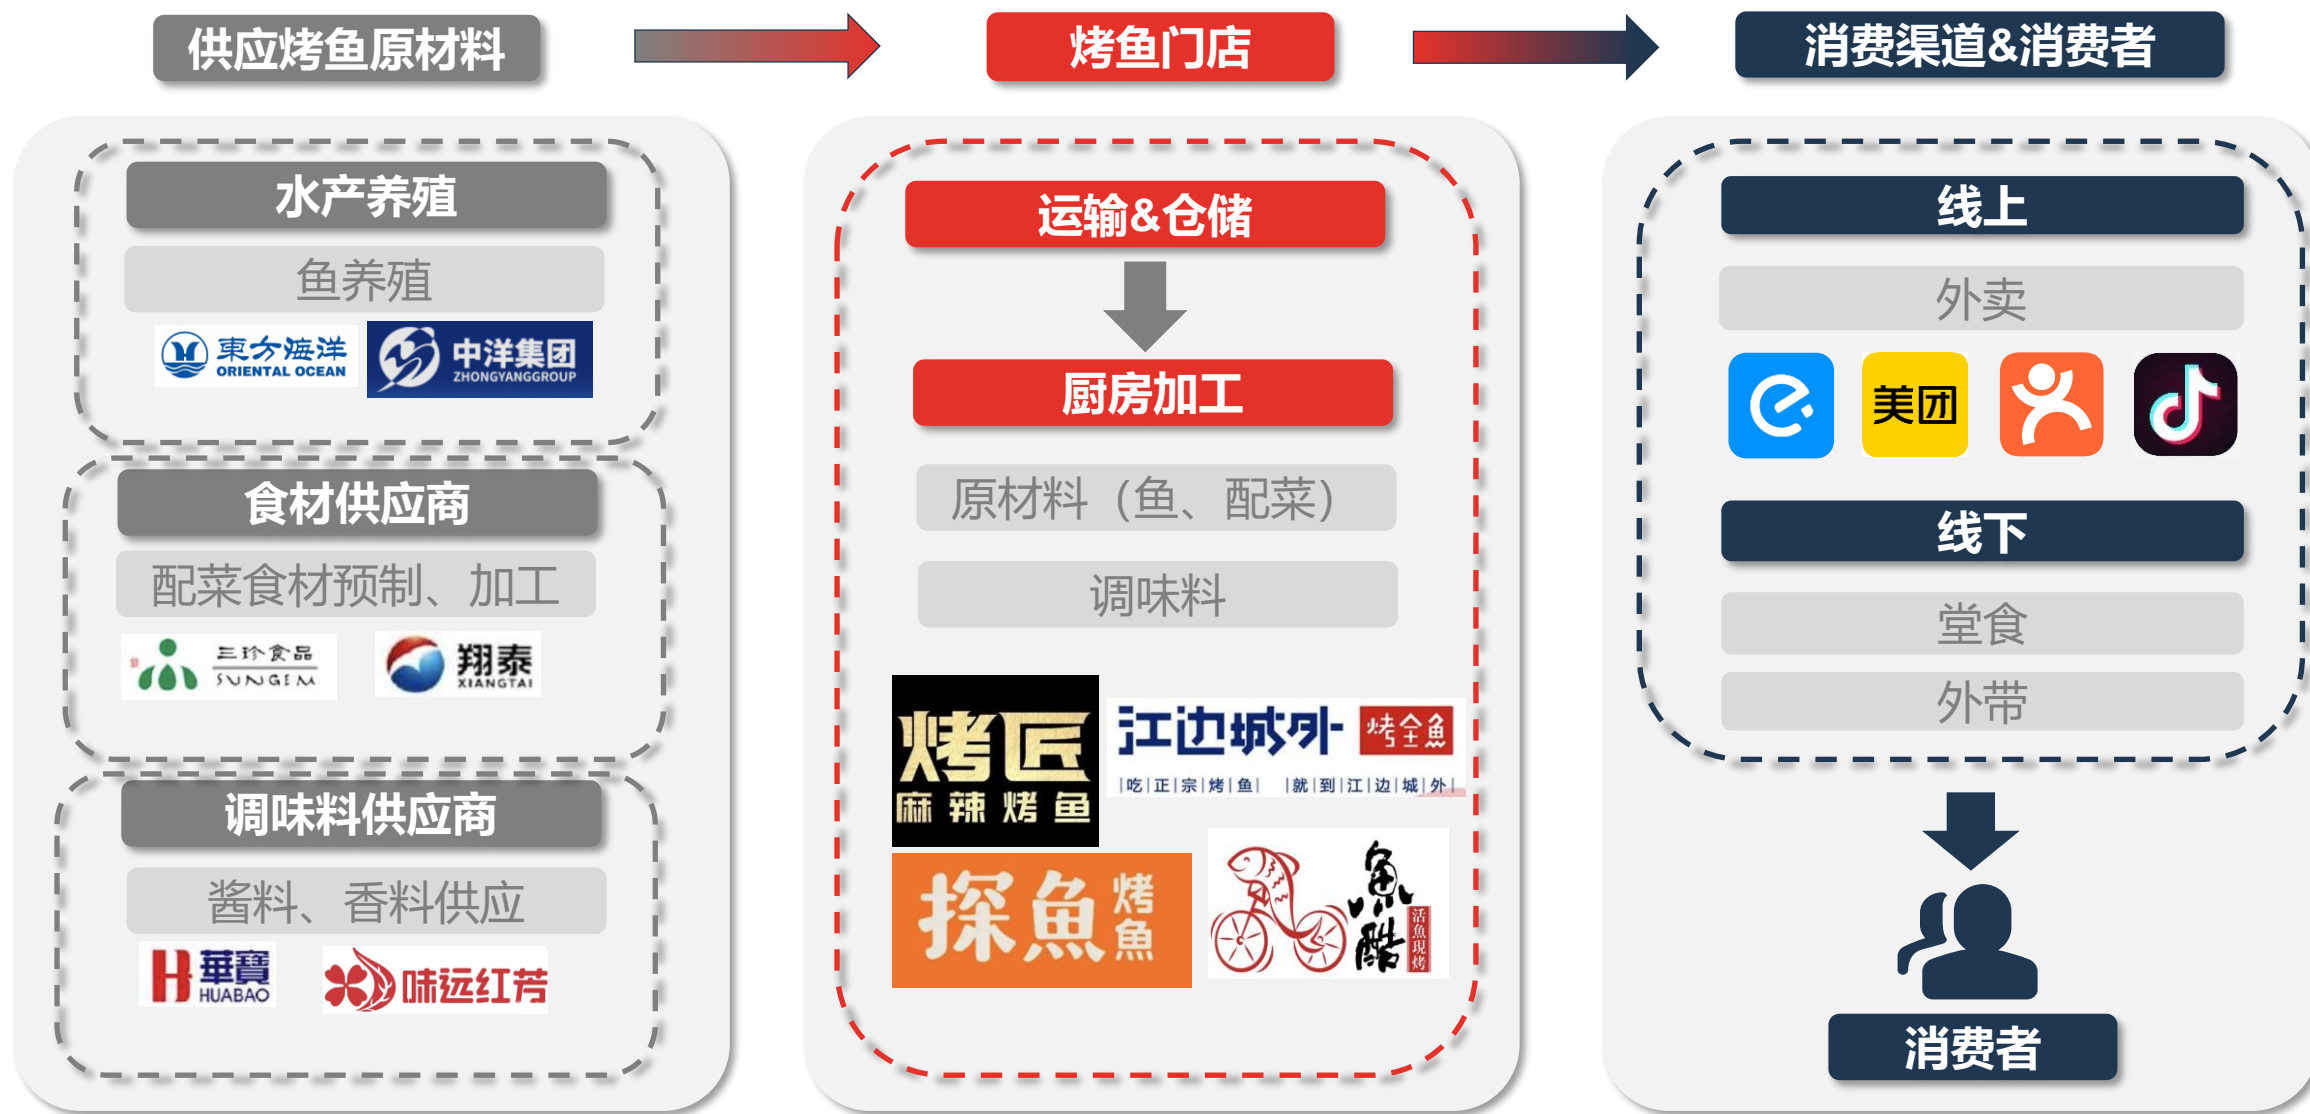 供应烤鱼原材料
烤鱼门店
消费渠道&消费者
水产养殖
鱼养殖
東方海洋
ORIENTAL OCEAN
中洋集团
ZHONGYANGGROUP
食材供应商
配菜食材预制、加工
三珍食品
SUNGEM
翔泰
XIANGTAI
调味料供应商
酱料、香料供应
華寶
HUABAO
味远红芳
运输&仓储
厨房加工
原材料（鱼、配菜）
调味料
烤匠
麻辣烤鱼
江边城外
烤全魚
|吃|正|宗|烤|鱼| |就|到|江|边|城|外|
探魚
烤魚
魚酷
活魚現烤
线上
外卖
美团
线下
堂食
外带
消费者